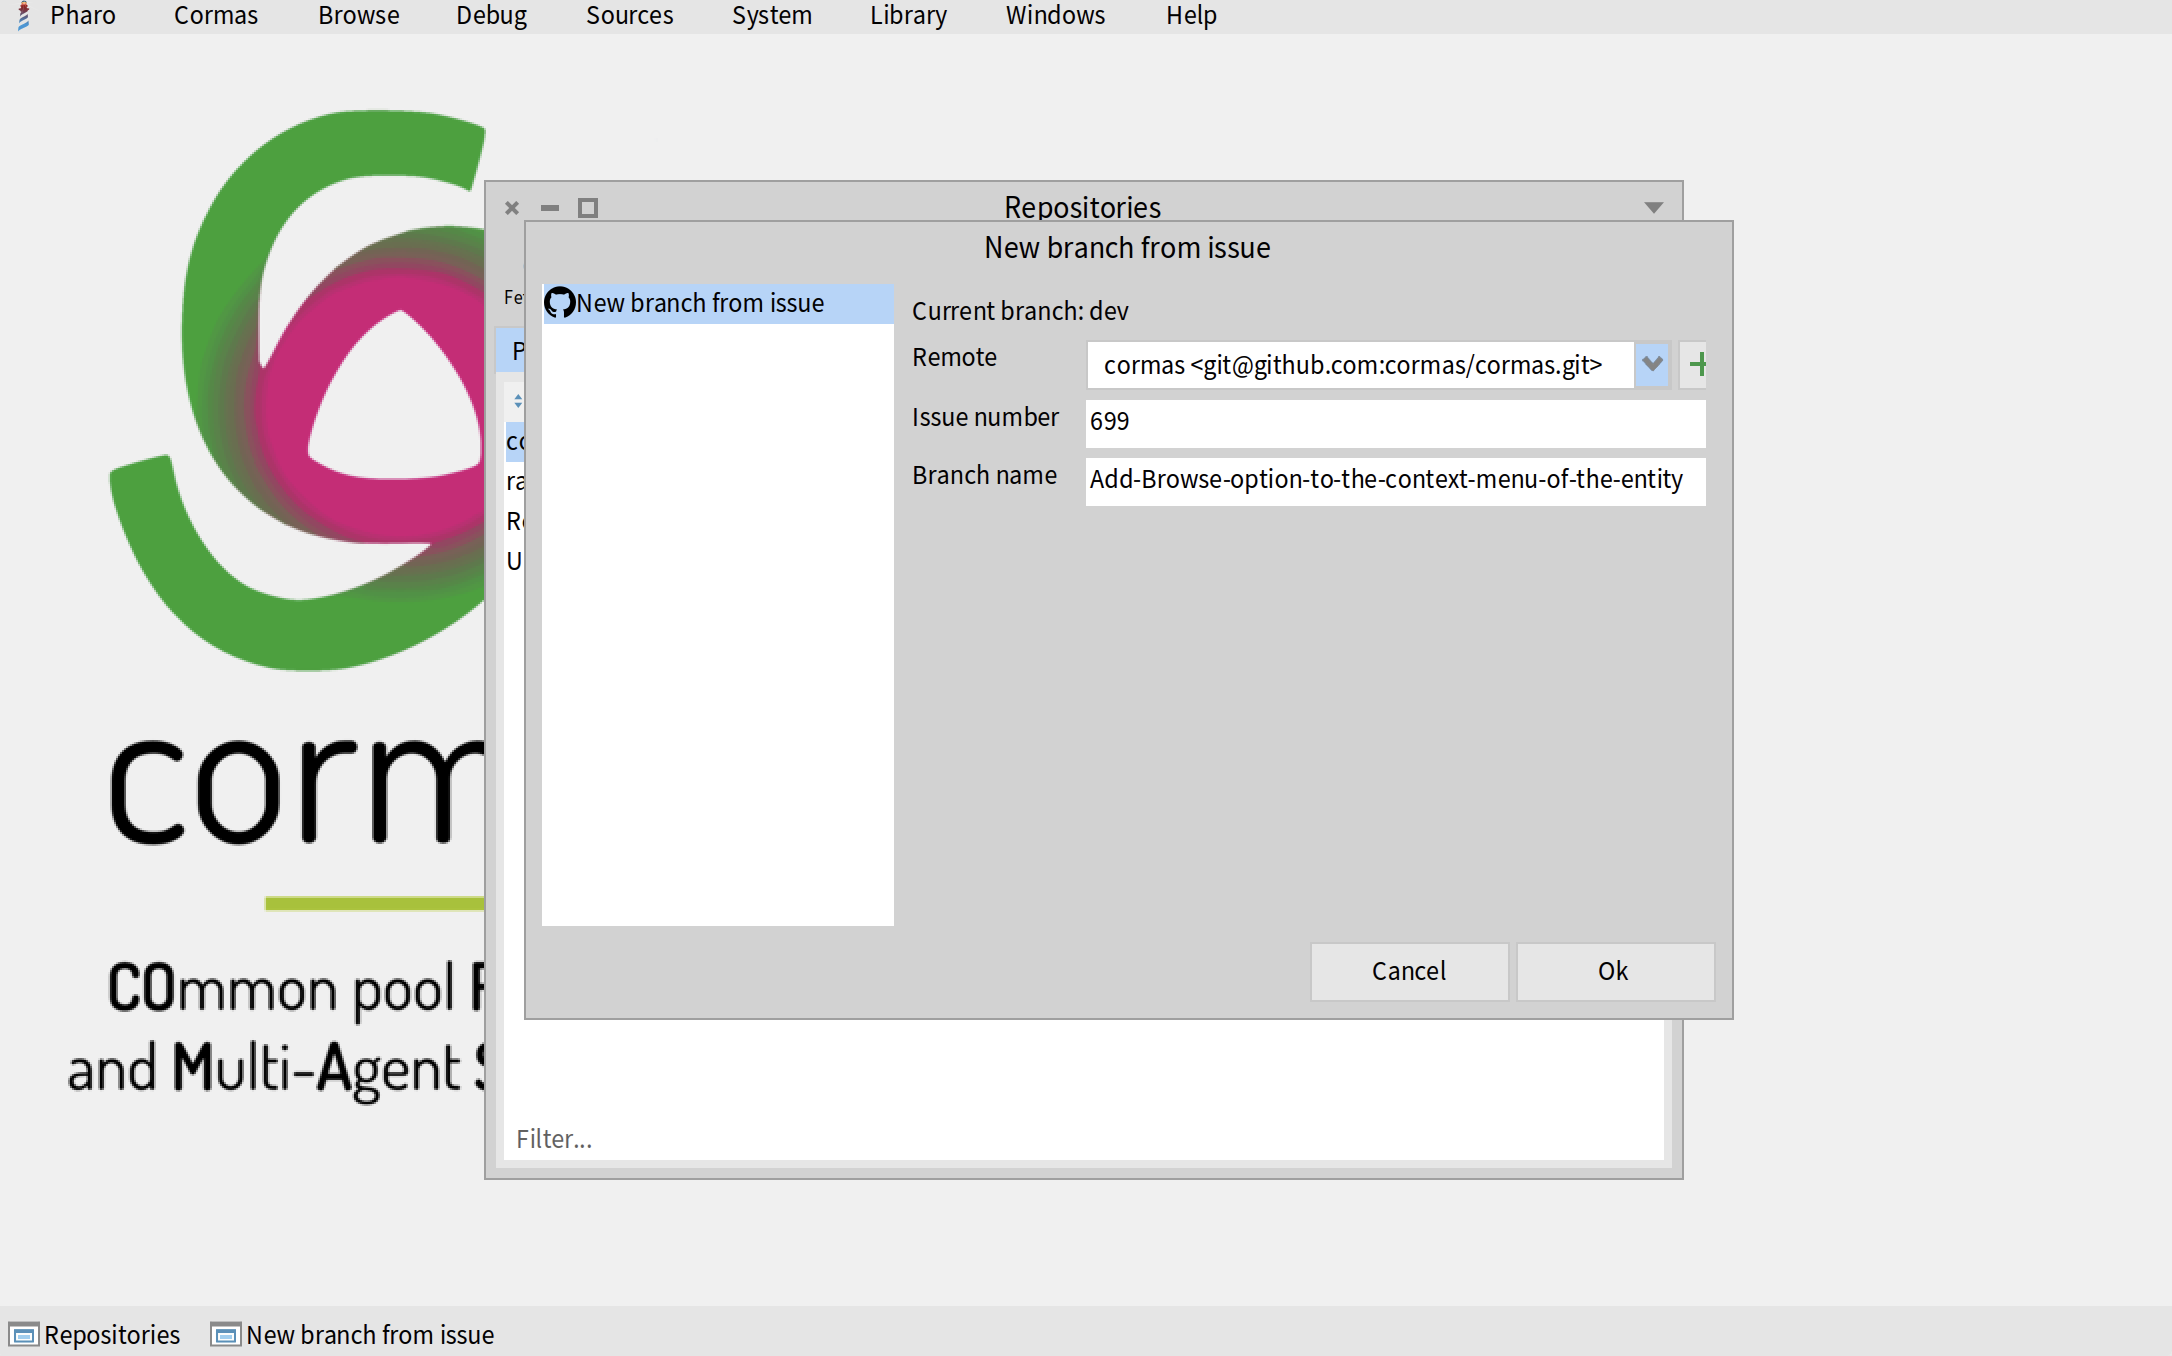 Pharo Cormas Browse Debug Sources System Library Windows Help
Repositories
New branch from issue
New branch from issue
Current branch: dev
Remote cormas <git@github.com:cormas/cormas.git>
Issue number 699
Branch name Add-Browse-option-to-the-context-menu-of-the-entity
Cancel Ok
corm
COmmon pool
and Multi-Agent
Filter...
Repositories New branch from issue